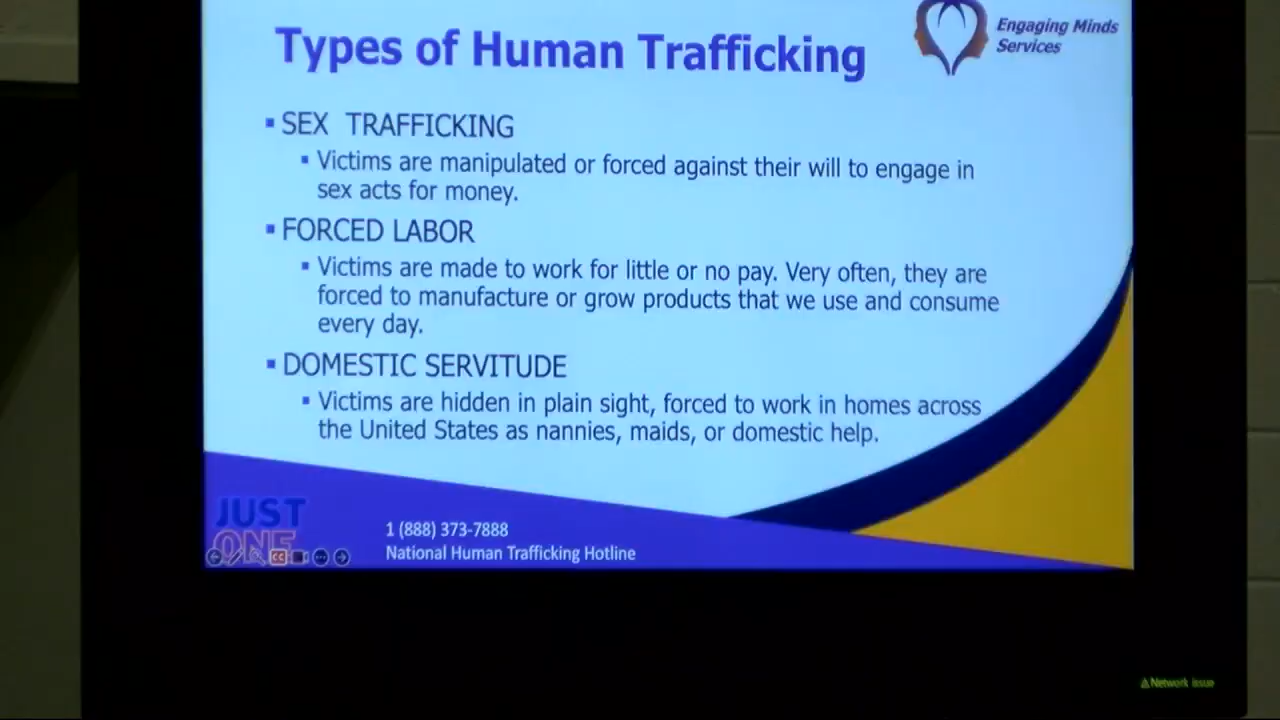 Types of Human Trafficking
Engaging Minds
Services
▪ SEX TRAFFICKING
▪ Victims are manipulated or forced against their will to engage in
sex acts for money.
▪ FORCED LABOR
▪ Victims are made to work for little or no pay. Very often, they are
forced to manufacture or grow products that we use and consume
every day.
▪ DOMESTIC SERVITUDE
▪ Victims are hidden in plain sight, forced to work in homes across
the United States as nannies, maids, or domestic help.
JUST
ONE
1 (888) 373-7888
National Human Trafficking Hotline
CC
⚠ Network issue